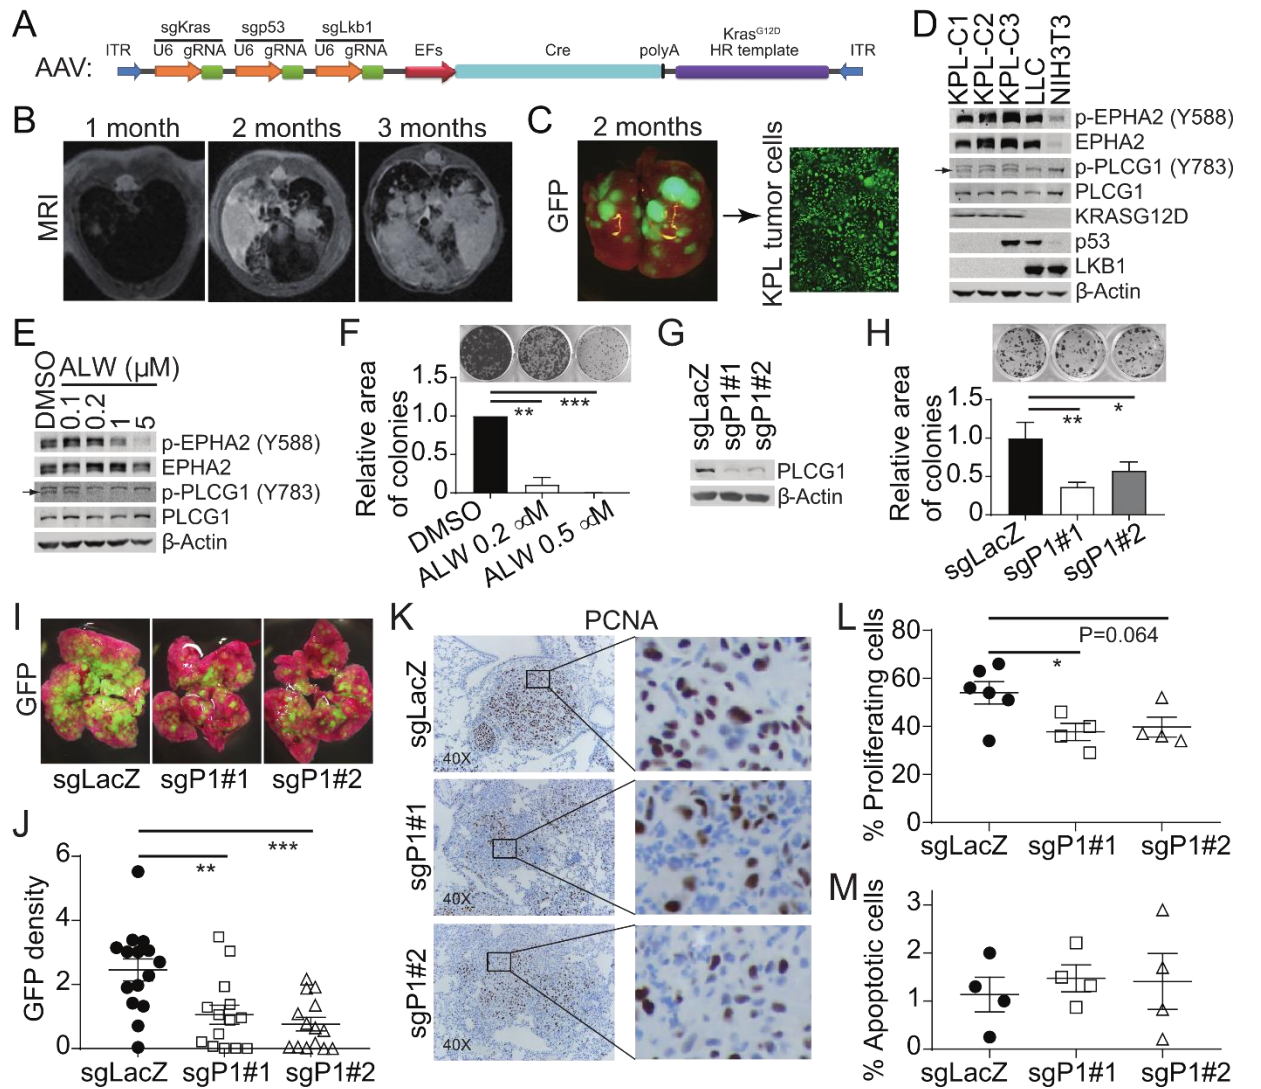 A
sgKras sgp53 sgLkb1
ITR U6 gRNA U6 gRNA U6 gRNA EFs Cre polyA KrasG12D HR template ITR
AAV:
B
1 month 2 months 3 months
MRI
C
2 months
GFP
KPL tumor cells
D
KPL-C1 KPL-C2 KPL-C3 LLC NIH3T3
p-EPHA2 (Y588)
EPHA2
p-PLCG1 (Y783)
PLCG1
KRASG12D
p53
LKB1
β-Actin
E
ALW (µM)
DMSO 0.1 0.2 1 5
p-EPHA2 (Y588)
EPHA2
p-PLCG1 (Y783)
PLCG1
β-Actin
F
Relative area
of colonies
1.5
1.0
0.5
0
** ***
DMSO
ALW 0.2 ∝M
ALW 0.5 ∝M
G
sgLacZ sgP1#1 sgP1#2
PLCG1
β-Actin
H
Relative area
of colonies
1.5
1.0
0.5
0
** *
sgLacZ
sgP1#1
sgP1#2
I
GFP
sgLacZ sgP1#1 sgP1#2
J
GFP density
6
4
2
0
** ***
sgLacZ sgP1#1 sgP1#2
K
PCNA
sgLacZ
40X
sgP1#1
40X
sgP1#2
40X
L
% Proliferating cells
80
60
40
20
0
P=0.064
*
sgLacZ sgP1#1 sgP1#2
M
% Apoptotic cells
3
2
1
0
sgLacZ sgP1#1 sgP1#2